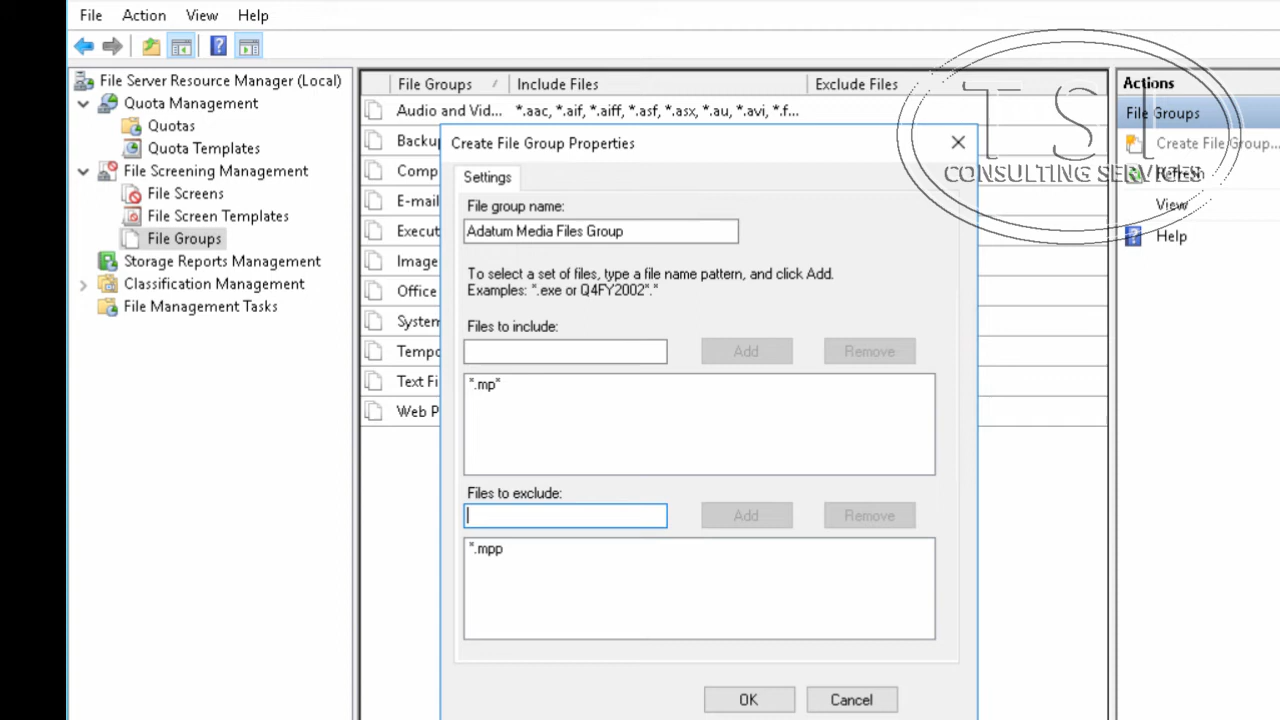 File Action View Help
File Server Resource Manager (Local)
Quota Management
Quotas
Quota Templates
File Screening Management
File Screens
File Screen Templates
File Groups
Storage Reports Management
Classification Management
File Management Tasks
File Groups Include Files Exclude Files
Audio and Vid... *.aac, *.aif, *.aiff, *.asf, *.asx, *.au, *.avi, *.f...
Backu
Comp
E-mail
Execut
Image
Office
System
Tempo
Text Fi
Web P
Create File Group Properties
Settings
File group name:
Adatum Media Files Group
To select a set of files, type a file name pattern, and click Add.
Examples: *.exe or Q4FY2002*.*
Files to include:
Add Remove
*.mp*
Files to exclude:
Add Remove
*.mpp
OK Cancel
Actions
File Groups
Create File Group...
Refresh
View
Help
TSI
CONSULTING SERVICES